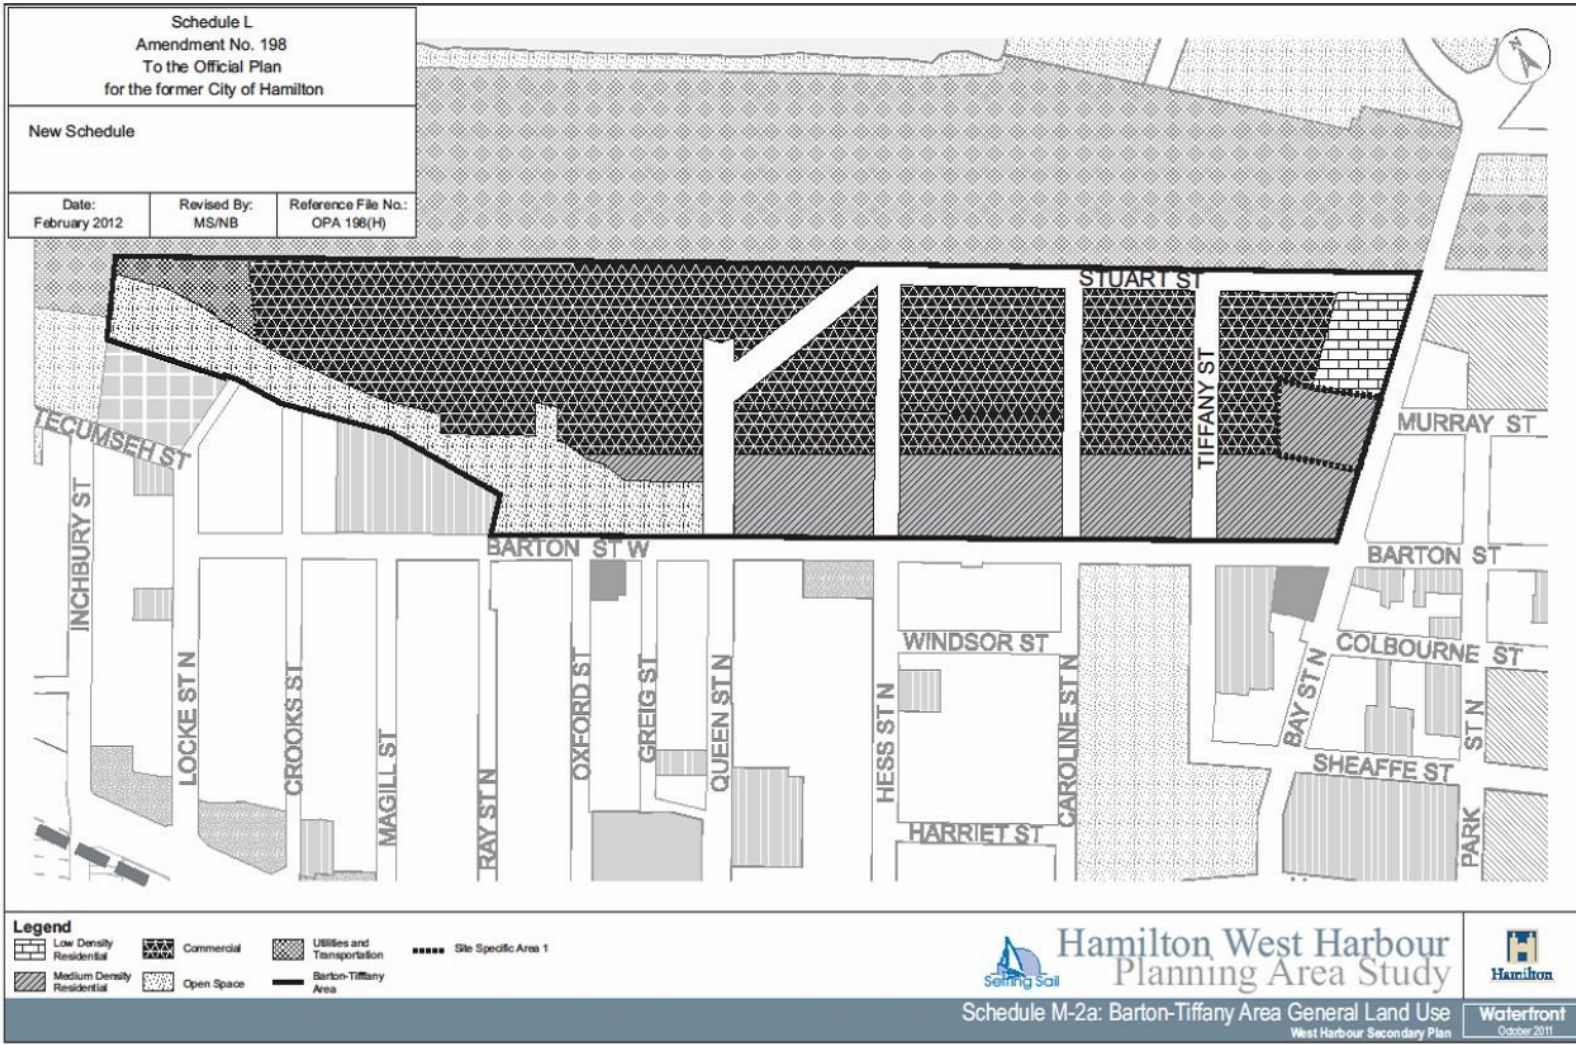 Schedule L
Amendment No. 198
To the Official Plan
for the former City of Hamilton
New Schedule
Date:
February 2012
Revised By:
MS/NB
Reference File No.:
OPA 198(H)
N
STUART ST
TIFFANY ST
MURRAY ST
TECUMSEH ST
INCHBURY ST
BARTON ST W
BARTON ST
WINDSOR ST
COLBOURNE ST
LOCKE ST N
CROOKS ST
MAGILL ST
RAY ST N
OXFORD ST
GREIG ST
QUEEN ST N
HESS ST N
CAROLINE ST N
BAY ST N
SHEAFFE ST
HARRIET ST
PARK ST N
Legend
Low Density
Residential
Commercial
Utilities and
Transportation
Site Specific Area 1
Medium Density
Residential
Open Space
Barton-Tifftany
Area
Setting Sail
Hamilton West Harbour
Planning Area Study
Hamilton
Schedule M-2a: Barton-Tiffany Area General Land Use
West Harbour Secondary Plan
Waterfront
October 2011